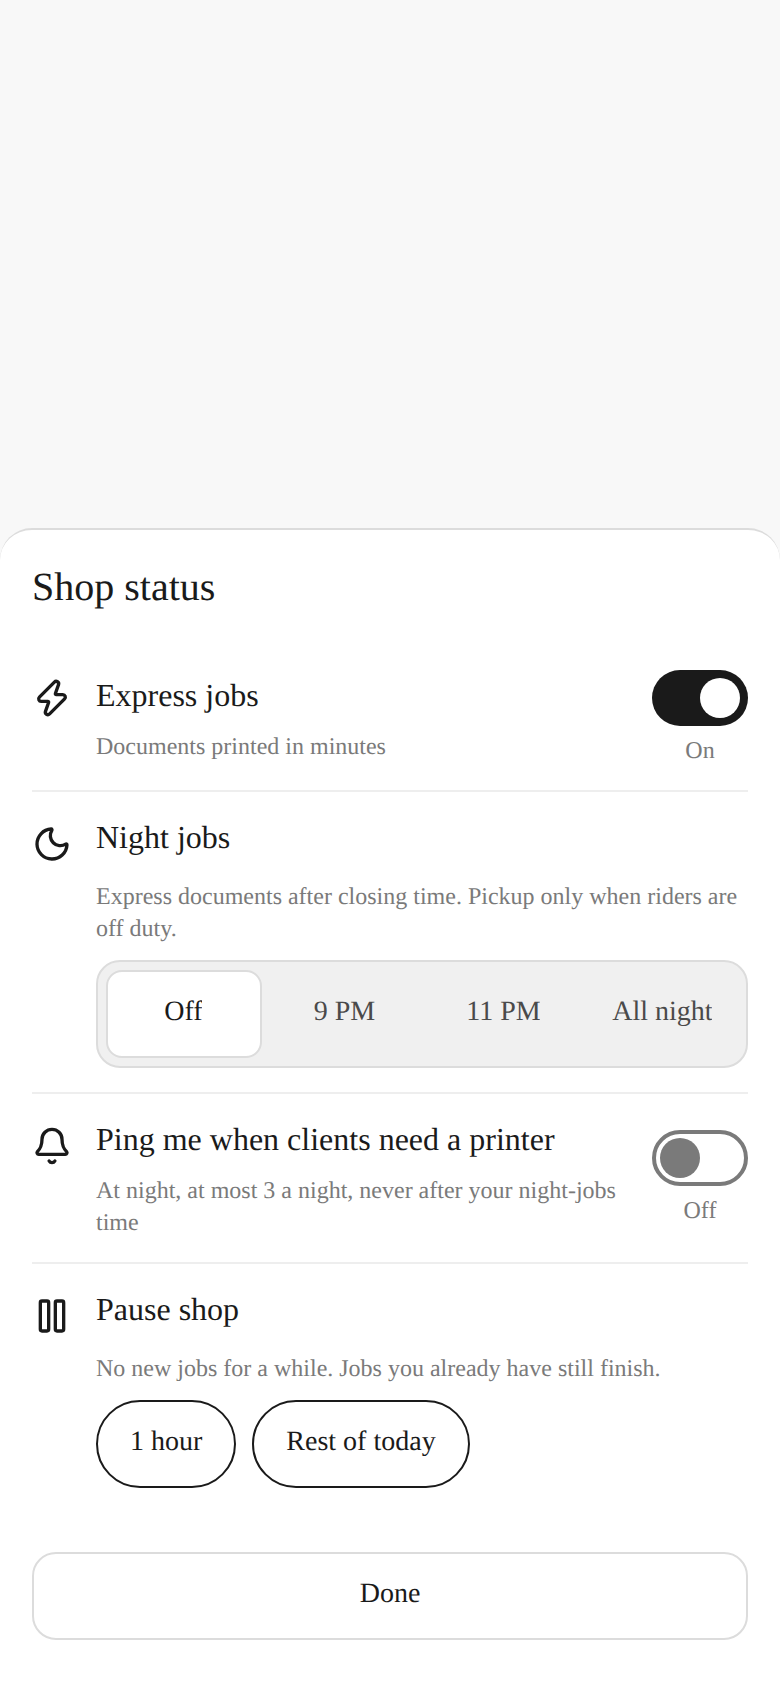 Shop status
Express jobs
Documents printed in minutes
On
Night jobs
Express documents after closing time. Pickup only when riders are
off duty.
Off
9 PM
11 PM
All night
Ping me when clients need a printer
At night, at most 3 a night, never after your night-jobs
time
Off
Pause shop
No new jobs for a while. Jobs you already have still finish.
1 hour
Rest of today
Done